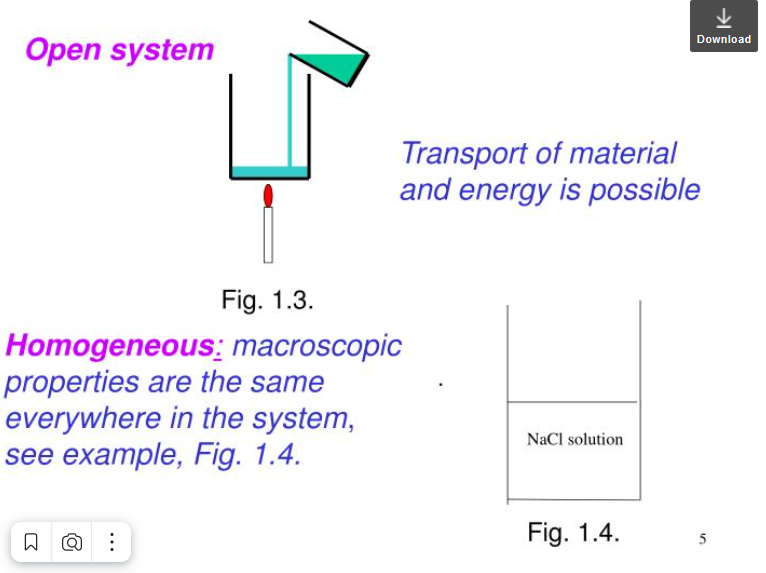 Open system
Download
Transport of material
and energy is possible
Fig. 1.3.
Homogeneous: macroscopic
properties are the same
everywhere in the system,
see example, Fig. 1.4.
NaCl solution
Fig. 1.4.
5